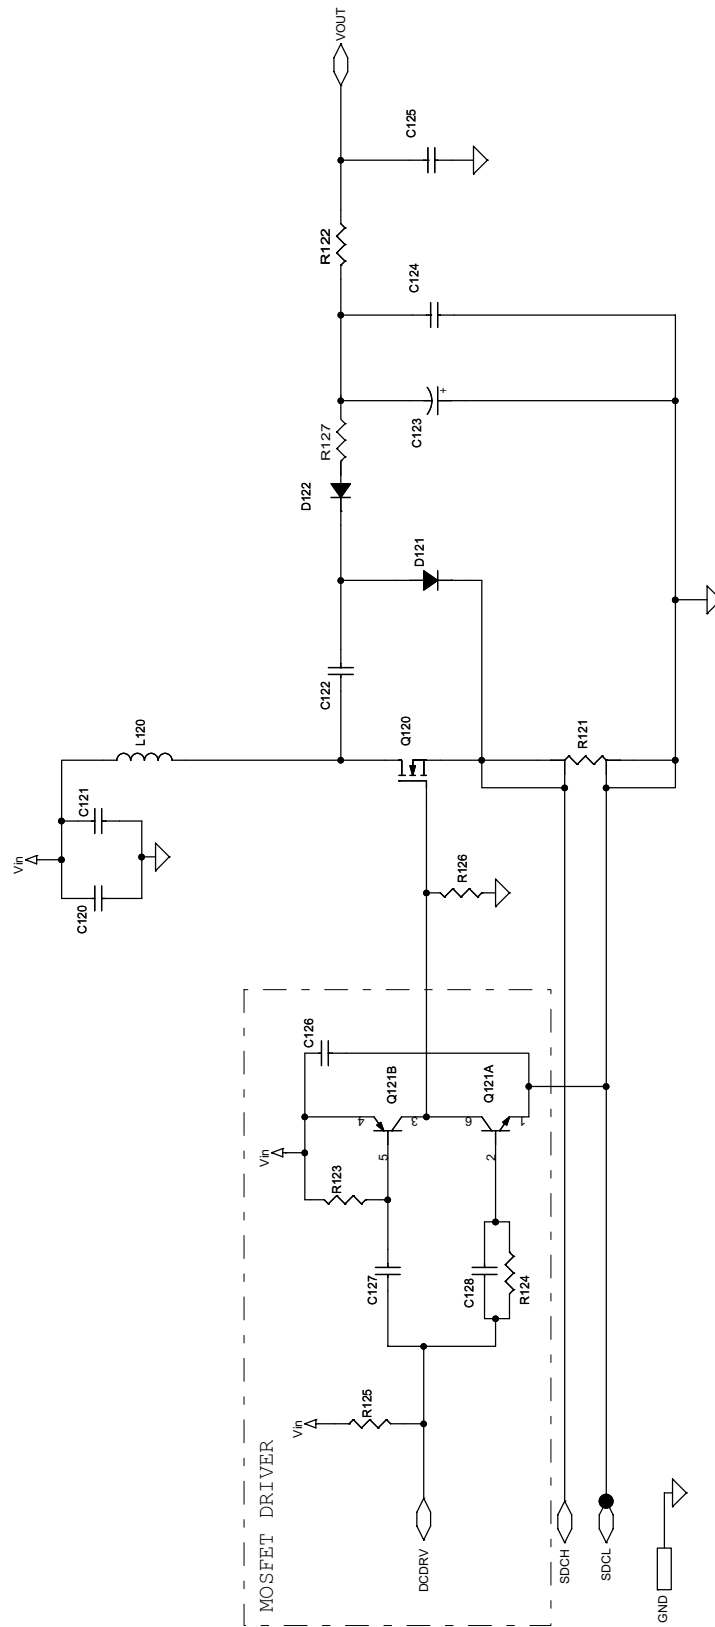 VOUT
C125
R122
C124
R127
C123
+
D122
D121
C122
Q120
R121
L120
Vin
C121
C120
R126
C126
Q121B
Q121A
4
3
6
1
5
2
Vin
R123
C127
C128
R124
Vin
R125
MOSFET DRIVER
DCDRV
SDCH
SDCL
GND